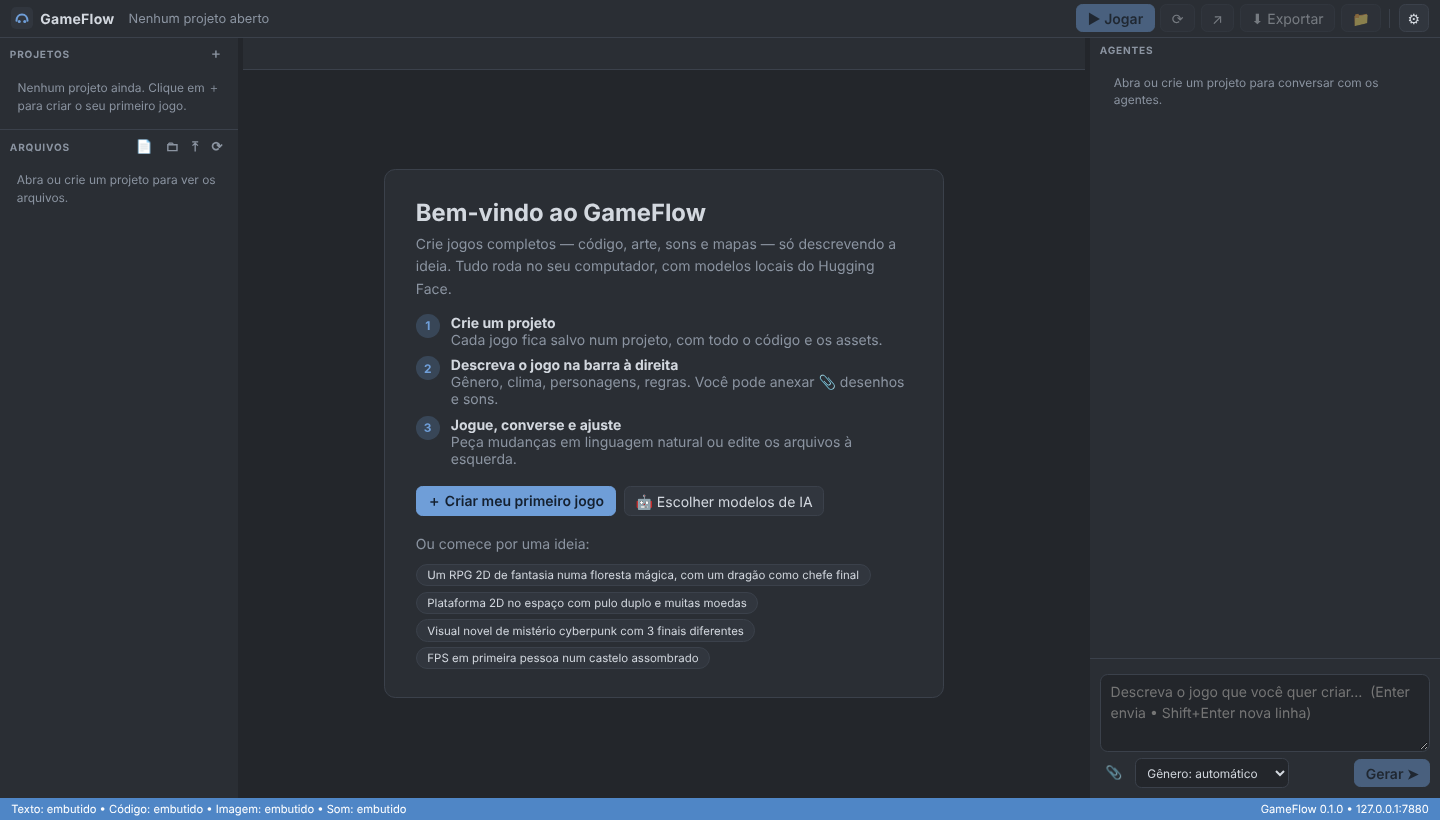 GameFlow Nenhum projeto aberto
▶ Jogar ⟳ ↗ ⬇ Exportar 📁 ⚙
PROJETOS +
Nenhum projeto ainda. Clique em +
para criar o seu primeiro jogo.
ARQUIVOS
Abra ou crie um projeto para ver os
arquivos.
Bem-vindo ao GameFlow
Crie jogos completos — código, arte, sons e mapas — só descrevendo a
ideia. Tudo roda no seu computador, com modelos locais do Hugging
Face.
1 Crie um projeto
Cada jogo fica salvo num projeto, com todo o código e os assets.
2 Descreva o jogo na barra à direita
Gênero, clima, personagens, regras. Você pode anexar 📎 desenhos
e sons.
3 Jogue, converse e ajuste
Peça mudanças em linguagem natural ou edite os arquivos à
esquerda.
+ Criar meu primeiro jogo 🤖 Escolher modelos de IA
Ou comece por uma ideia:
Um RPG 2D de fantasia numa floresta mágica, com um dragão como chefe final
Plataforma 2D no espaço com pulo duplo e muitas moedas
Visual novel de mistério cyberpunk com 3 finais diferentes
FPS em primeira pessoa num castelo assombrado
AGENTES
Abra ou crie um projeto para conversar com os
agentes.
Descreva o jogo que você quer criar... (Enter
envia • Shift+Enter nova linha)
📎 Gênero: automático Gerar ➤
Texto: embutido • Código: embutido • Imagem: embutido • Som: embutido
GameFlow 0.1.0 • 127.0.0.1:7880